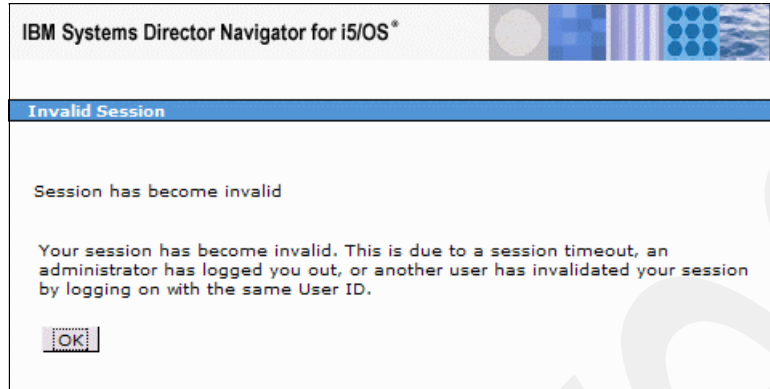 IBM Systems Director Navigator for i5/OS®
Invalid Session
Session has become invalid
Your session has become invalid. This is due to a session timeout, an
administrator has logged you out, or another user has invalidated your session
by logging on with the same User ID.
OK